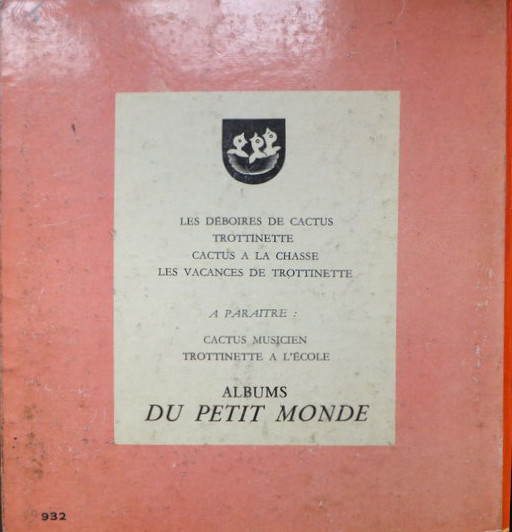 LES DÉBOIRES DE CACTUS
TROTTINETTE
CACTUS A LA CHASSE
LES VACANCES DE TROTTINETTE
A PARAITRE :
CACTUS MUSICIEN
TROTTINETTE A L'ÉCOLE
ALBUMS
DU PETIT MONDE
932